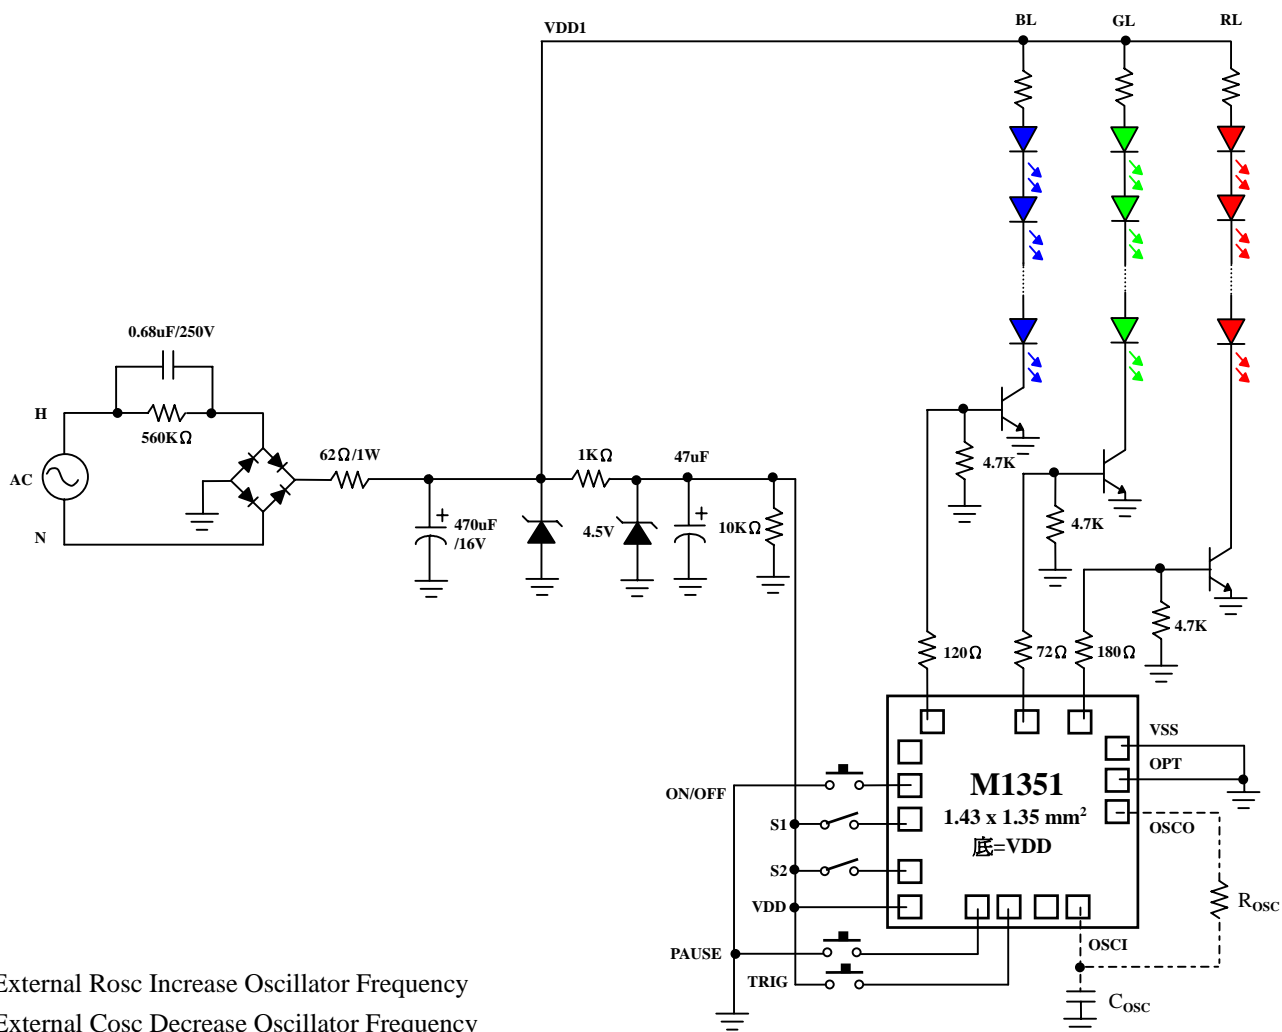 BL
GL
RL
VDD1
0.68uF/250V
H
560KΩ
AC
N
62Ω/1W
1KΩ
47uF
470uF
/16V
4.5V
10KΩ
4.7K
4.7K
4.7K
120Ω
72Ω
180Ω
VSS
OPT
OSCO
M1351
1.43 x 1.35 mm²
底=VDD
ON/OFF
S1
S2
VDD
PAUSE
TRIG
OSCI
ROSC
COSC
External Rosc Increase Oscillator Frequency
External Cosc Decrease Oscillator Frequency